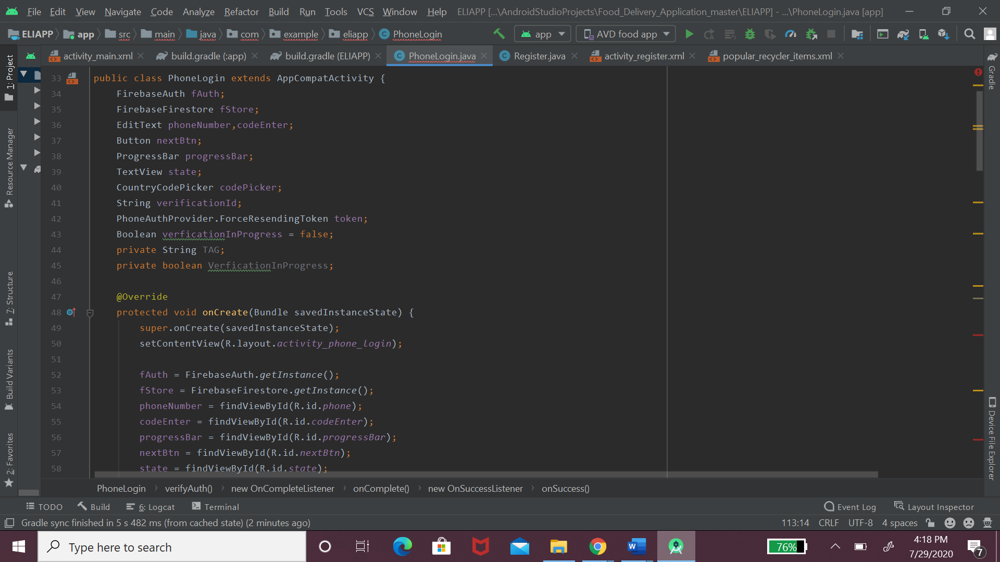 File Edit View Navigate Code Analyze Refactor Build Run Tools VCS Window Help ELIAPP [...\AndroidStudioProjects\Food_Delivery_Application_master\ELIAPP] - ...\PhoneLogin.java [app]
ELIAPP app src main java com example eliapp PhoneLogin app AVD food app
activity_main.xml build.gradle (:app) build.gradle (ELIAPP) PhoneLogin.java Register.java activity_register.xml popular_recycler_items.xml
1: Project
Resource Manager
7: Structure
Build Variants
2: Favorites
33 public class PhoneLogin extends AppCompatActivity {
34 FirebaseAuth fAuth;
35 FirebaseFirestore fStore;
36 EditText phoneNumber,codeEnter;
37 Button nextBtn;
38 ProgressBar progressBar;
39 TextView state;
40 CountryCodePicker codePicker;
41 String verificationId;
42 PhoneAuthProvider.ForceResendingToken token;
43 Boolean verficationInProgress = false;
44 private String TAG;
45 private boolean VerficationInProgress;
46
47 @Override
48 protected void onCreate(Bundle savedInstanceState) {
49 super.onCreate(savedInstanceState);
50 setContentView(R.layout.activity_phone_login);
51
52 fAuth = FirebaseAuth.getInstance();
53 fStore = FirebaseFirestore.getInstance();
54 phoneNumber = findViewById(R.id.phone);
55 codeEnter = findViewById(R.id.codeEnter);
56 progressBar = findViewById(R.id.progressBar);
57 nextBtn = findViewById(R.id.nextBtn);
58 state = findViewById(R.id.state);
Gradle
Device File Explorer
PhoneLogin verifyAuth() new OnCompleteListener onComplete() new OnSuccessListener onSuccess()
TODO Build 6: Logcat Terminal Event Log Layout Inspector
Gradle sync finished in 5 s 482 ms (from cached state) (2 minutes ago) 113:14 CRLF UTF-8 4 spaces
Type here to search 76% 4:18 PM
7/29/2020 7